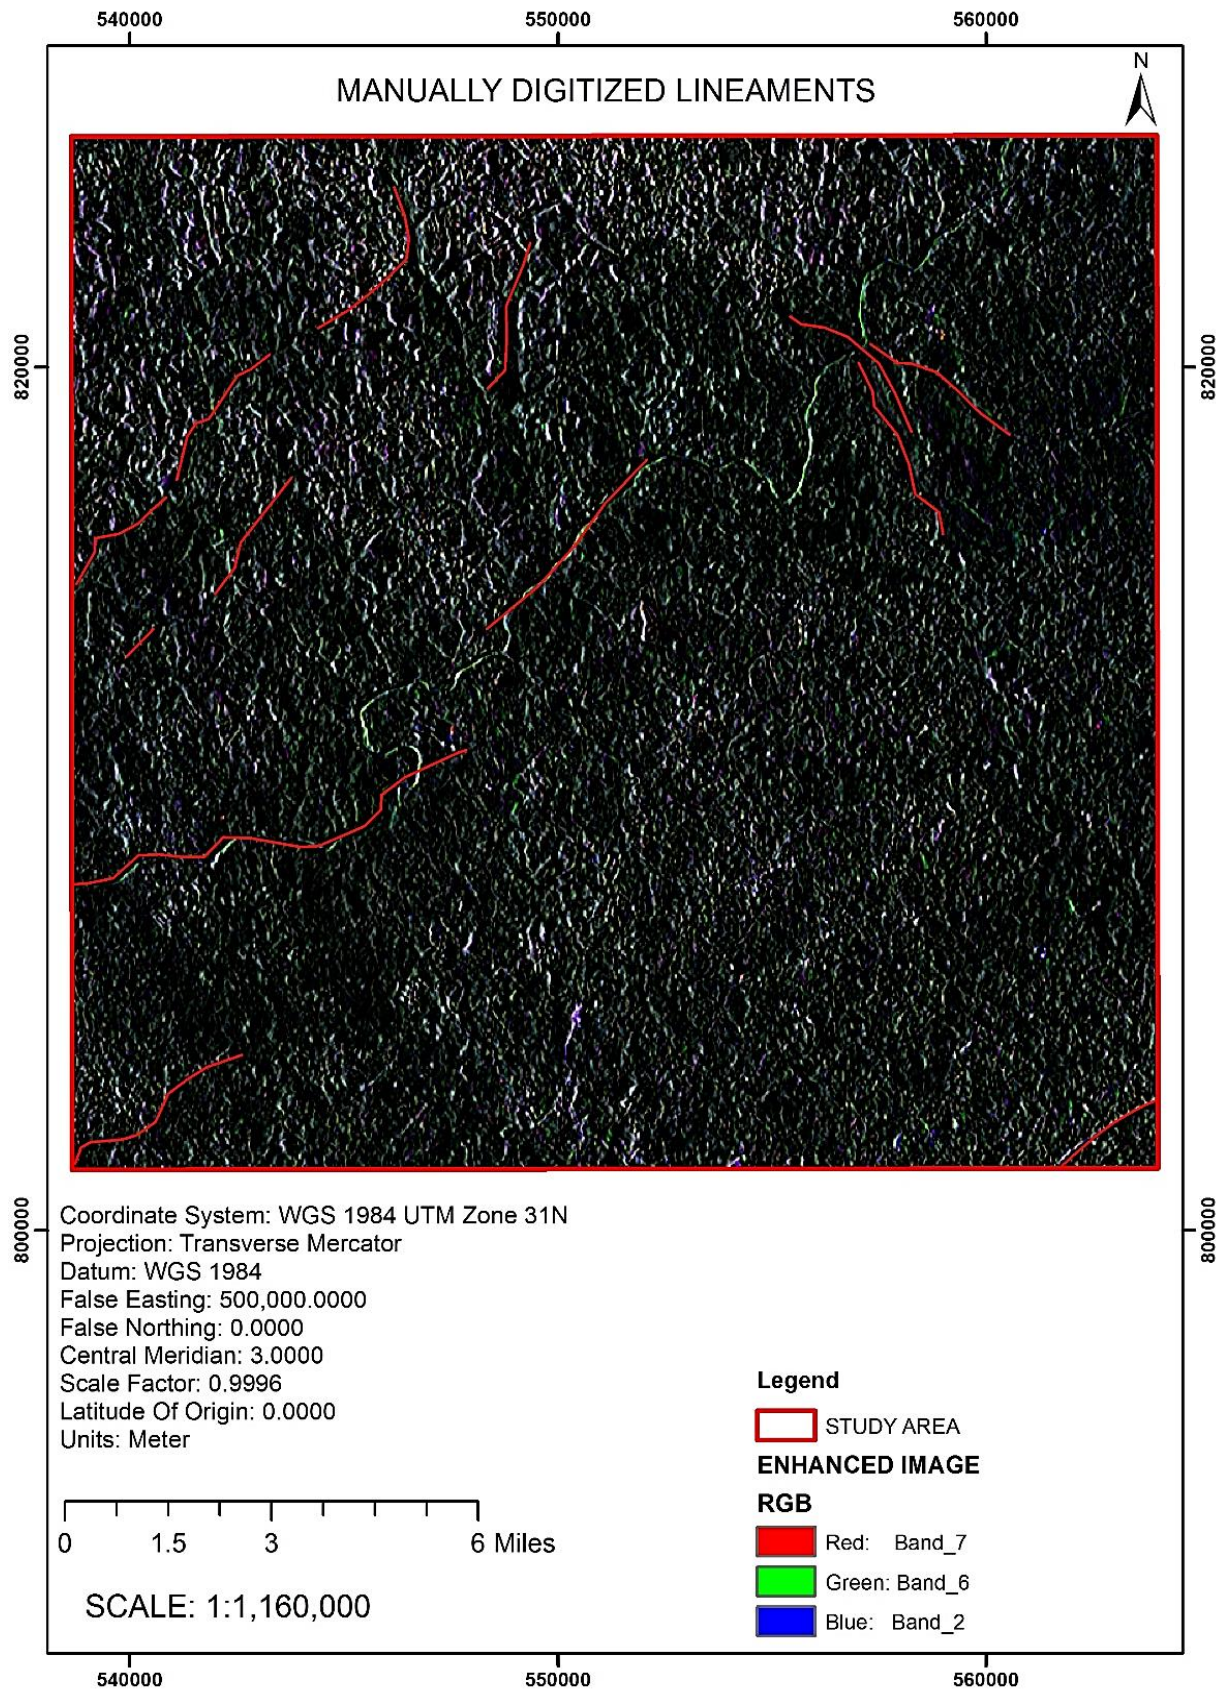 540000 550000 560000
MANUALLY DIGITIZED LINEAMENTS
N
820000 820000
800000 800000
Coordinate System: WGS 1984 UTM Zone 31N
Projection: Transverse Mercator
Datum: WGS 1984
False Easting: 500,000.0000
False Northing: 0.0000
Central Meridian: 3.0000
Scale Factor: 0.9996
Latitude Of Origin: 0.0000
Units: Meter
0 1.5 3 6 Miles
SCALE: 1:1,160,000
Legend
STUDY AREA
ENHANCED IMAGE
RGB
Red: Band_7
Green: Band_6
Blue: Band_2
540000 550000 560000